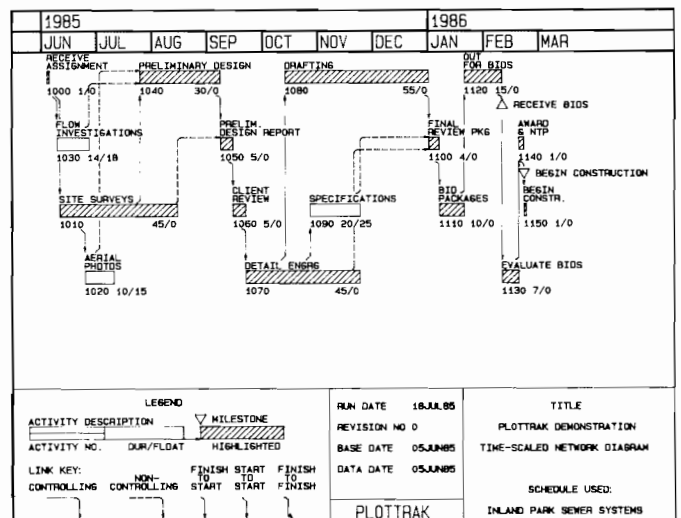 1985 1986
JUN JUL AUG SEP OCT NOV DEC JAN FEB MAR
RECEIVE
ASSIGNMENT
1000 1/0
PRELIMINARY DESIGN
1040 30/0
DRAFTING
1080 55/0
OUT
FOR BIDS
1120 15/0
RECEIVE BIDS
FLOW
INVESTIGATIONS
1030 14/18
PRELIM.
DESIGN REPORT
1050 5/0
FINAL
REVIEW PKG
1100 4/0
AWARD
& NTP
1140 1/0
BEGIN CONSTRUCTION
SITE SURVEYS
1010 45/0
CLIENT
REVIEW
1060 5/0
SPECIFICATIONS
1090 20/25
BID
PACKAGES
1110 10/0
BEGIN
CONSTR.
1150 1/0
AERIAL
PHOTOS
1020 10/15
DETAIL ENGRG
1070 45/0
EVALUATE BIDS
1130 7/0
LEGEND
ACTIVITY DESCRIPTION
MILESTONE
ACTIVITY NO. DUR/FLOAT HIGHLIGHTED
LINK KEY:
CONTROLLING
NON-
CONTROLLING
FINISH
TO
START
START
TO
START
FINISH
TO
FINISH
RUN DATE 18JUL85
REVISION NO 0
BASE DATE 05JUN85
DATA DATE 05JUN85
PLOTTRAK
TITLE
PLOTTRAK DEMONSTRATION
TIME-SCALED NETWORK DIAGRAM
SCHEDULE USED:
INLAND PARK SEWER SYSTEMS